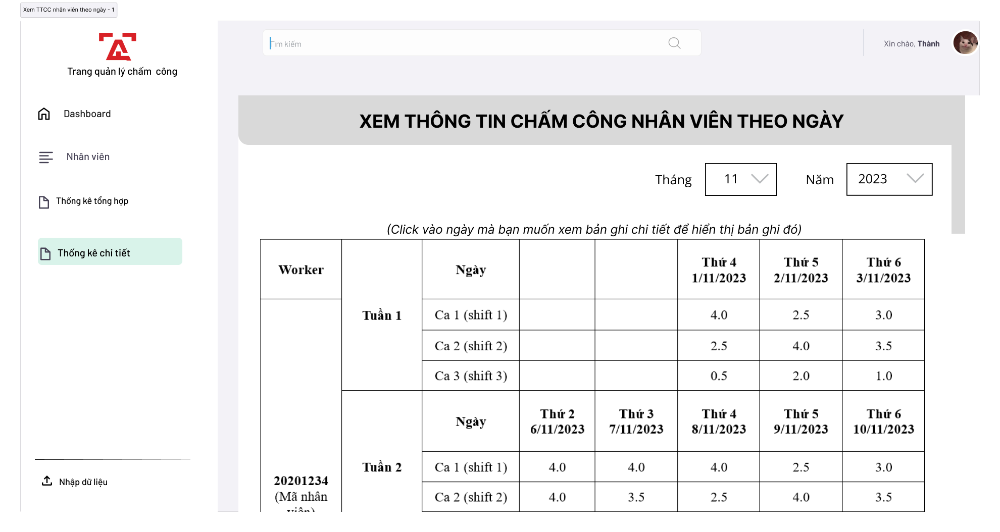 Xem TTCC nhân viên theo ngày - 1
Trang quản lý chấm  công
Dashboard
Nhân viên
Thống kê tổng hợp
Thống kê chi tiết
Nhập dữ liệu
Tìm kiếm
Xin chào, Thành
XEM THÔNG TIN CHẤM CÔNG NHÂN VIÊN THEO NGÀY
Tháng 11 Năm 2023
(Click vào ngày mà bạn muốn xem bản ghi chi tiết để hiển thị bản ghi đó)
Worker Ngày Thứ 4 Thứ 5 Thứ 6
1/11/2023 2/11/2023 3/11/2023
Tuần 1 Ca 1 (shift 1) 4.0 2.5 3.0
Ca 2 (shift 2) 2.5 4.0 3.5
Ca 3 (shift 3) 0.5 2.0 1.0
Ngày Thứ 2 Thứ 3 Thứ 4 Thứ 5 Thứ 6
6/11/2023 7/11/2023 8/11/2023 9/11/2023 10/11/2023
Tuần 2 Ca 1 (shift 1) 4.0 4.0 4.0 2.5 3.0
20201234
(Mã nhân
viên)
Ca 2 (shift 2) 4.0 3.5 2.5 4.0 3.5